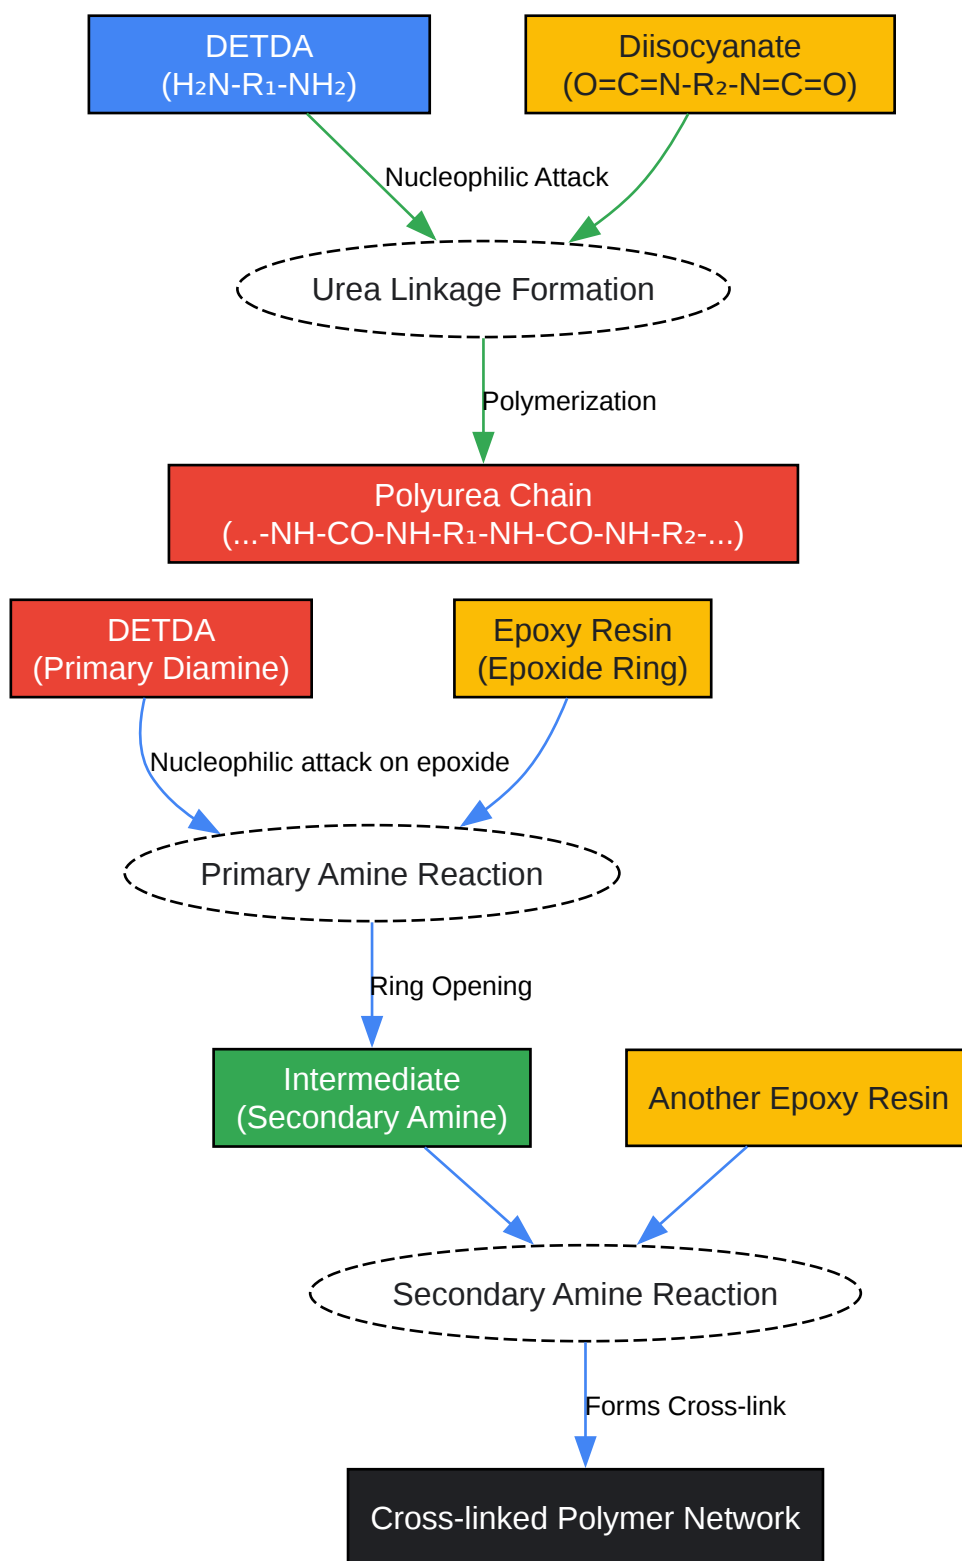 DETDA
(H₂N-R₁-NH₂)
Diisocyanate
(O=C=N-R₂-N=C=O)
Nucleophilic Attack
Urea Linkage Formation
Polymerization
Polyurea Chain
(...-NH-CO-NH-R₁-NH-CO-NH-R₂-...)
DETDA
(Primary Diamine)
Epoxy Resin
(Epoxide Ring)
Nucleophilic attack on epoxide
Primary Amine Reaction
Ring Opening
Intermediate
(Secondary Amine)
Another Epoxy Resin
Secondary Amine Reaction
Forms Cross-link
Cross-linked Polymer Network